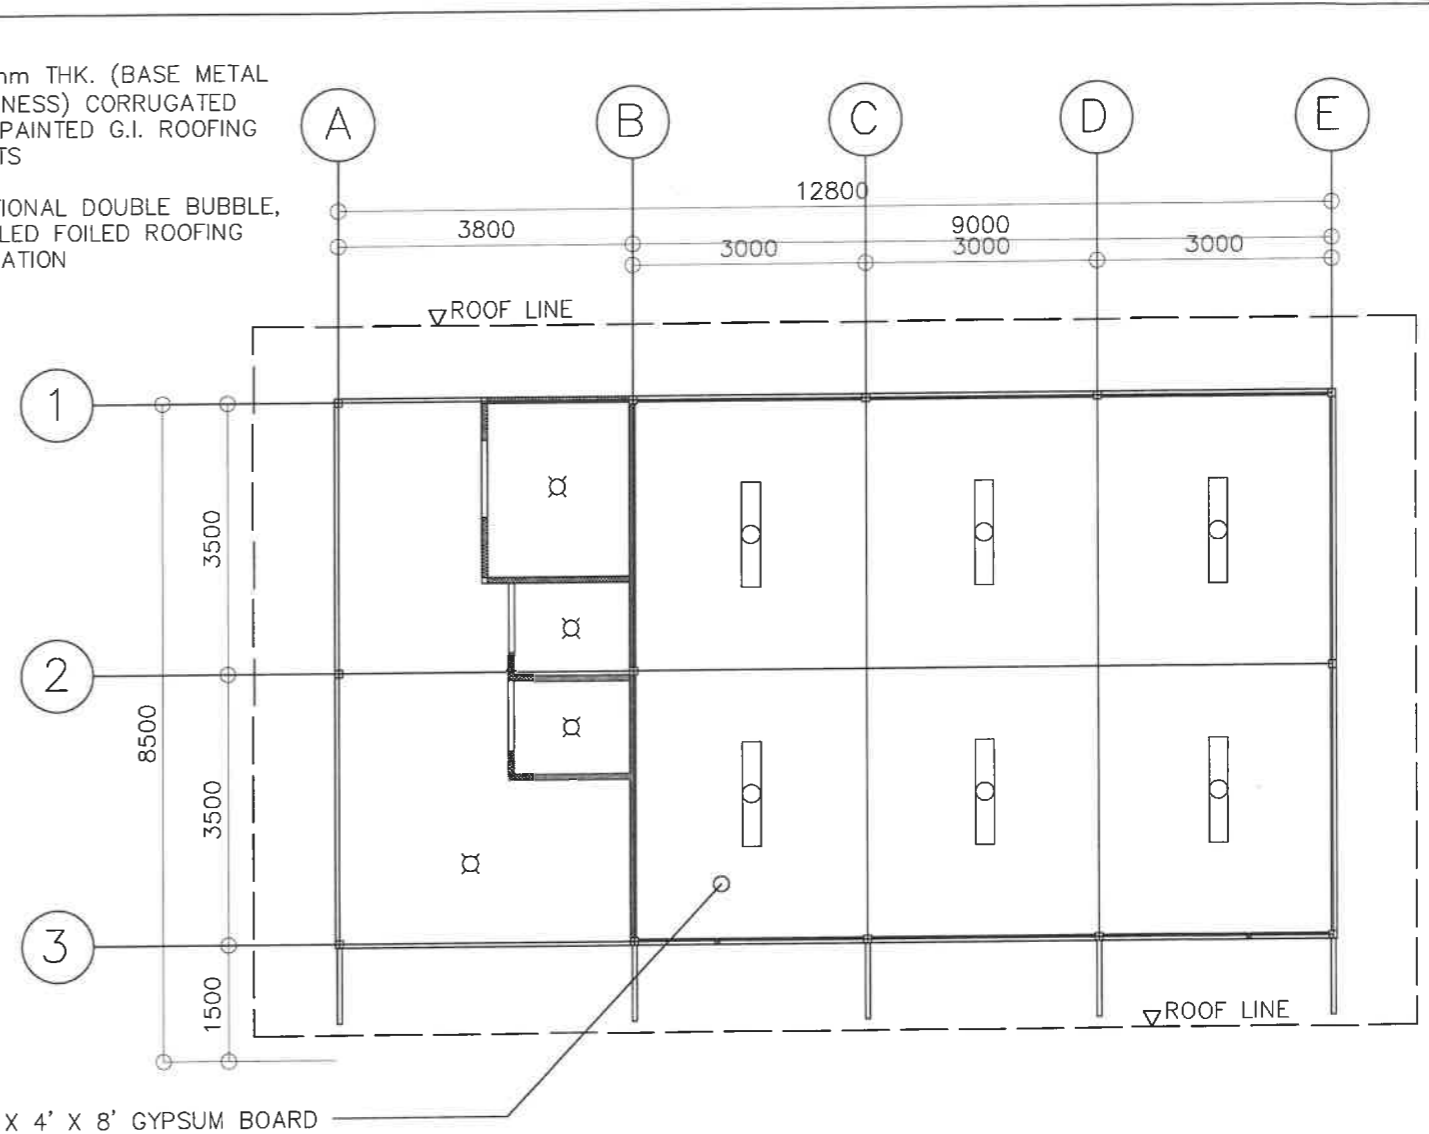 mm THK. (BASE METAL
NESS) CORRUGATED
PAINTED G.I. ROOFING
TS
TIONAL DOUBLE BUBBLE,
LED FOILED ROOFING
ATION
A
B
C
D
E
12800
3800
9000
3000
3000
3000
ROOF LINE
1
2
3
3500
8500
3500
1500
ROOF LINE
X 4' X 8' GYPSUM BOARD